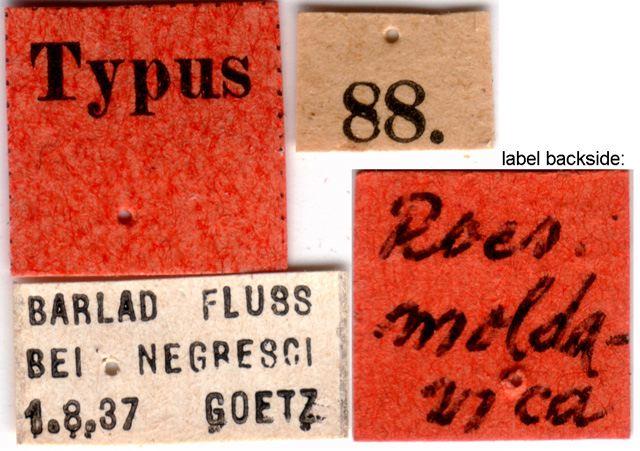 Typus
88.
label backside:
BARLAD FLUSS
BEI NEGRESCI
1.8.37 GOETZ
Roes.
molda-
vica